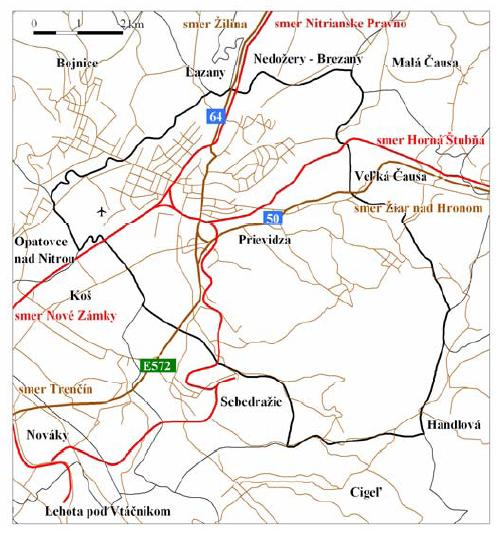 0 1 2 km
smer Žilina
smer Nitrianske Pravno
Bojnice
Lazany
Nedožery - Brezany
Malá Čausa
64
smer Horná Štubňa
Veľká Čausa
smer Žiar nad Hronom
50
Prievidza
Opatovce
nad Nitrou
Koš
smer Nové Zámky
E572
smer Trenčín
Sebedražie
Nováky
Handlová
Cigeľ
Lehota pod Vtáčnikom